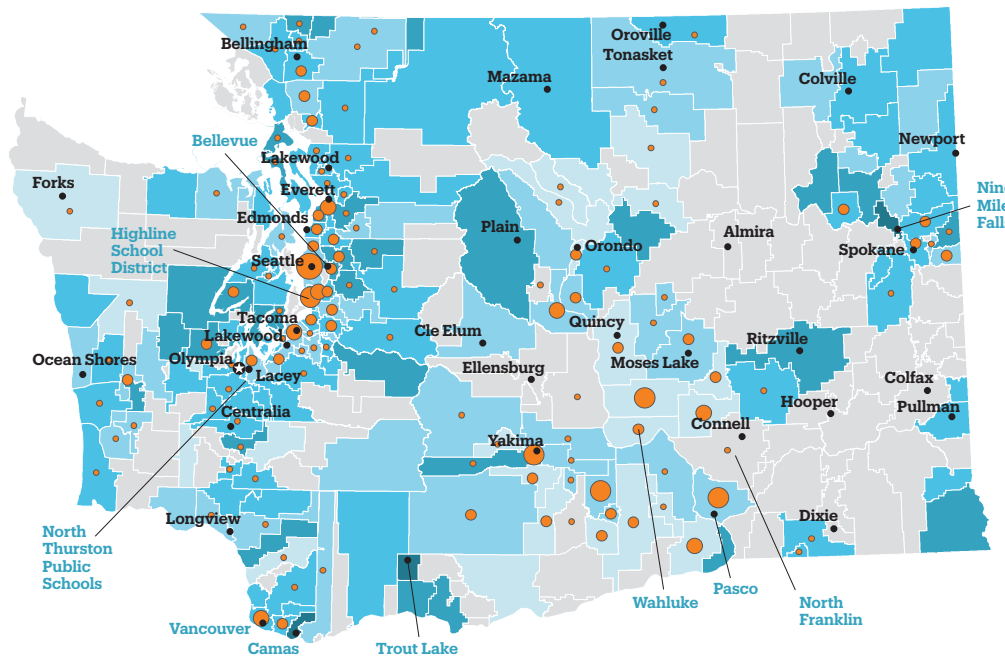 Bellingham
Oroville
Tonasket
Mazama
Colville
Newport
Bellevue
Lakewood
Forks
Everett
Nine
Mile
Falls
Edmonds
Plain
Highline
School
District
Orondo
Almira
Spokane
Seattle
Tacoma
Lakewood
Cle Elum
Quincy
Ritzville
Ocean Shores
Olympia
Moses Lake
Lacey
Ellensburg
Colfax
Hooper
Pullman
Centralia
Connell
Yakima
Longview
Dixie
North
Thurston
Public
Schools
Pasco
Wahluke
North
Franklin
Vancouver
Camas
Trout Lake